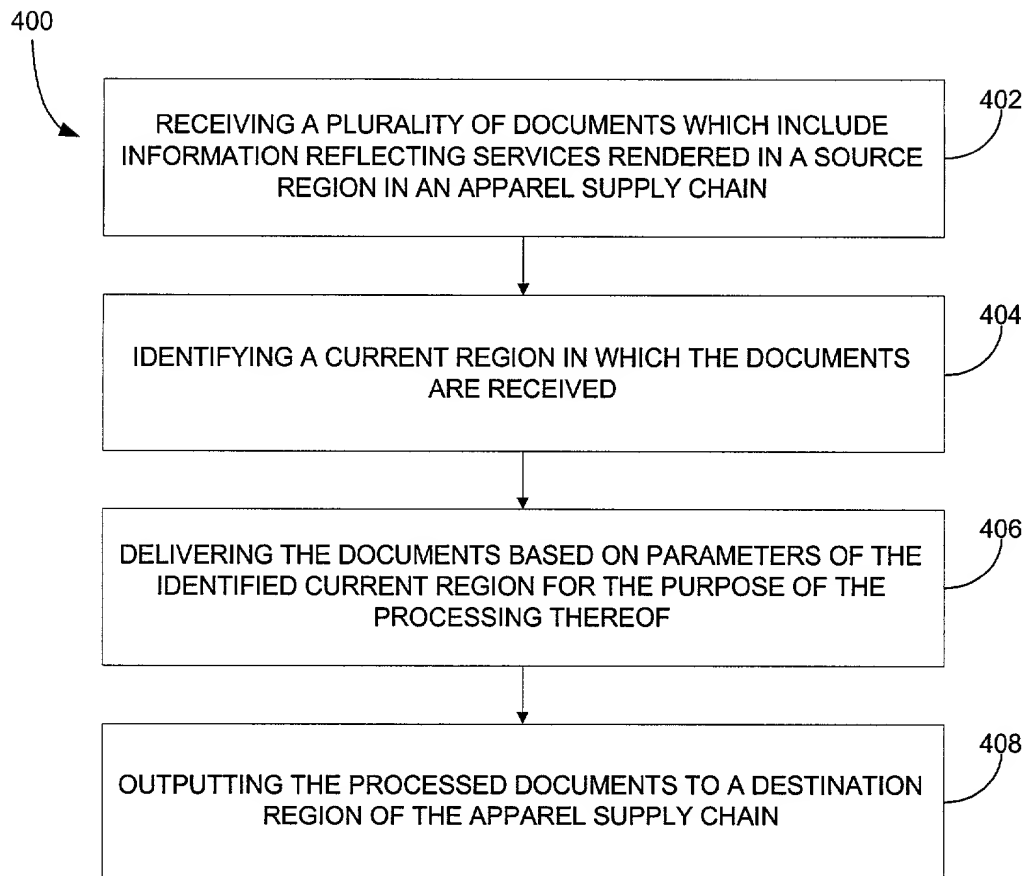 400
402
RECEIVING A PLURALITY OF DOCUMENTS WHICH INCLUDE
INFORMATION REFLECTING SERVICES RENDERED IN A SOURCE
REGION IN AN APPAREL SUPPLY CHAIN
404
IDENTIFYING A CURRENT REGION IN WHICH THE DOCUMENTS
ARE RECEIVED
406
DELIVERING THE DOCUMENTS BASED ON PARAMETERS OF THE
IDENTIFIED CURRENT REGION FOR THE PURPOSE OF THE
PROCESSING THEREOF
408
OUTPUTTING THE PROCESSED DOCUMENTS TO A DESTINATION
REGION OF THE APPAREL SUPPLY CHAIN